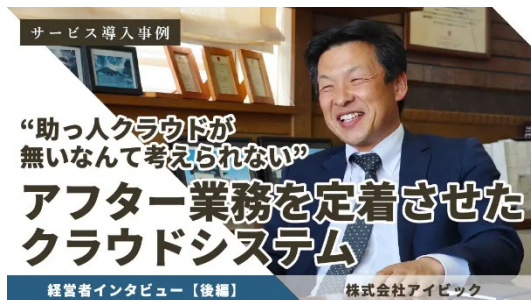 サービス導入事例
“助っ人クラウドが
無いなんて考えられない”
アフター業務を定着させた
クラウドシステム
経営者インタビュー【後編】
株式会社アイビック